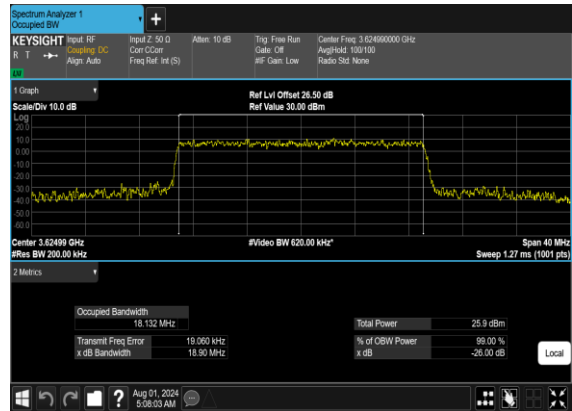 Spectrum Analyzer 1
Occupied BW
+
KEYSIGHT Input: RF Input Z: 50 Ω Atten: 10 dB Trig: Free Run Center Freq: 3.624990000 GHz
R T Coupling: DC Corr CCorr Gate: Off Avg|Hold: 100/100
Align: Auto Freq Ref: Int (S) #IF Gain: Low Radio Std: None
LW
1 Graph
Ref Lvl Offset 26.50 dB
Scale/Div 10.0 dB Ref Value 30.00 dBm
Log
20.0
10.0
0.00
-10.0
-20.0
-30.0
-40.0
-50.0
-60.0
Center 3.62499 GHz #Video BW 620.00 kHz* Span 40 MHz
#Res BW 200.00 kHz Sweep 1.27 ms (1001 pts)
2 Metrics
Occupied Bandwidth
18.132 MHz Total Power 25.9 dBm
Transmit Freq Error 19.060 kHz % of OBW Power 99.00 %
x dB Bandwidth 18.90 MHz x dB -26.00 dB
Local
? Aug 01, 2024
5:08:03 AM